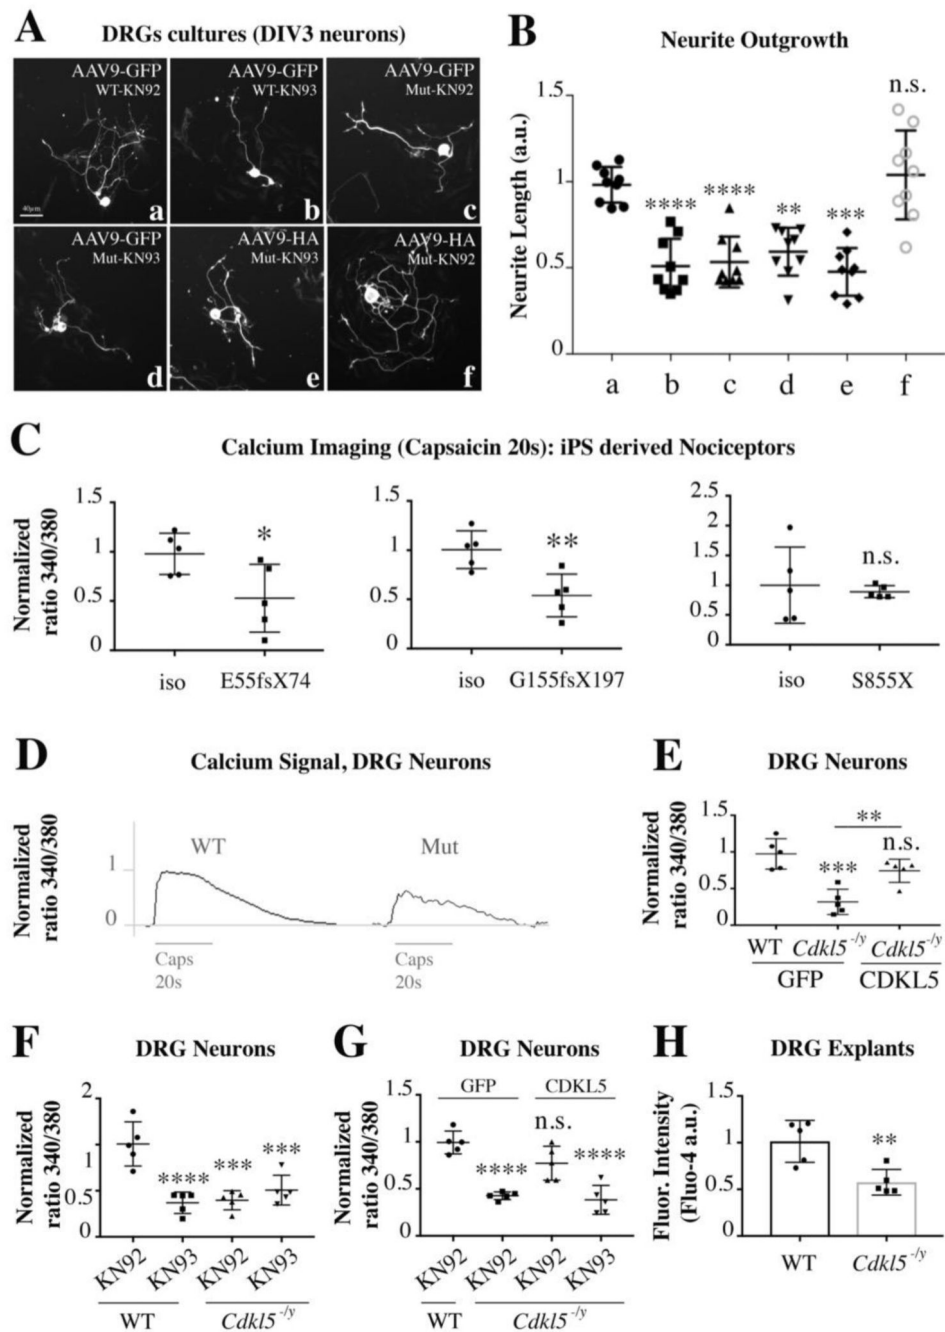 A DRGs cultures (DIV3 neurons)
AAV9-GFP
WT-KN92
40µm
a
AAV9-GFP
WT-KN93
b
AAV9-GFP
Mut-KN92
c
AAV9-GFP
Mut-KN93
d
AAV9-HA
Mut-KN93
e
AAV9-HA
Mut-KN92
f
B Neurite Outgrowth
Neurite Length (a.u.)
1.5
1
0.5
0
**** **** ** *** n.s.
a b c d e f
C Calcium Imaging (Capsaicin 20s): iPS derived Nociceptors
Normalized
ratio 340/380
1.5
1
0.5
0
*
iso E55fsX74
1.5
1
0.5
0
**
iso G155fsX197
2.5
2
1.5
1
0.5
0
n.s.
iso S855X
D Calcium Signal, DRG Neurons
Normalized
ratio 340/380
1
0
WT Mut
Caps
20s
Caps
20s
E DRG Neurons
Normalized
ratio 340/380
1.5
1
0.5
0
**
***
n.s.
WT Cdkl5-/y Cdkl5-/y
GFP CDKL5
F DRG Neurons
Normalized
ratio 340/380
2
1
0.5
0
**** *** ***
KN92 KN93 KN92 KN93
WT Cdkl5-/y
G DRG Neurons
GFP CDKL5
Normalized
ratio 340/380
1.5
1
0.5
0
**** n.s. ****
KN92 KN92 KN92 KN93
WT Cdkl5-/y
H DRG Explants
Fluor. Intensity
(Fluo-4 a.u.)
1.5
1
0.5
0
**
WT Cdkl5-/y